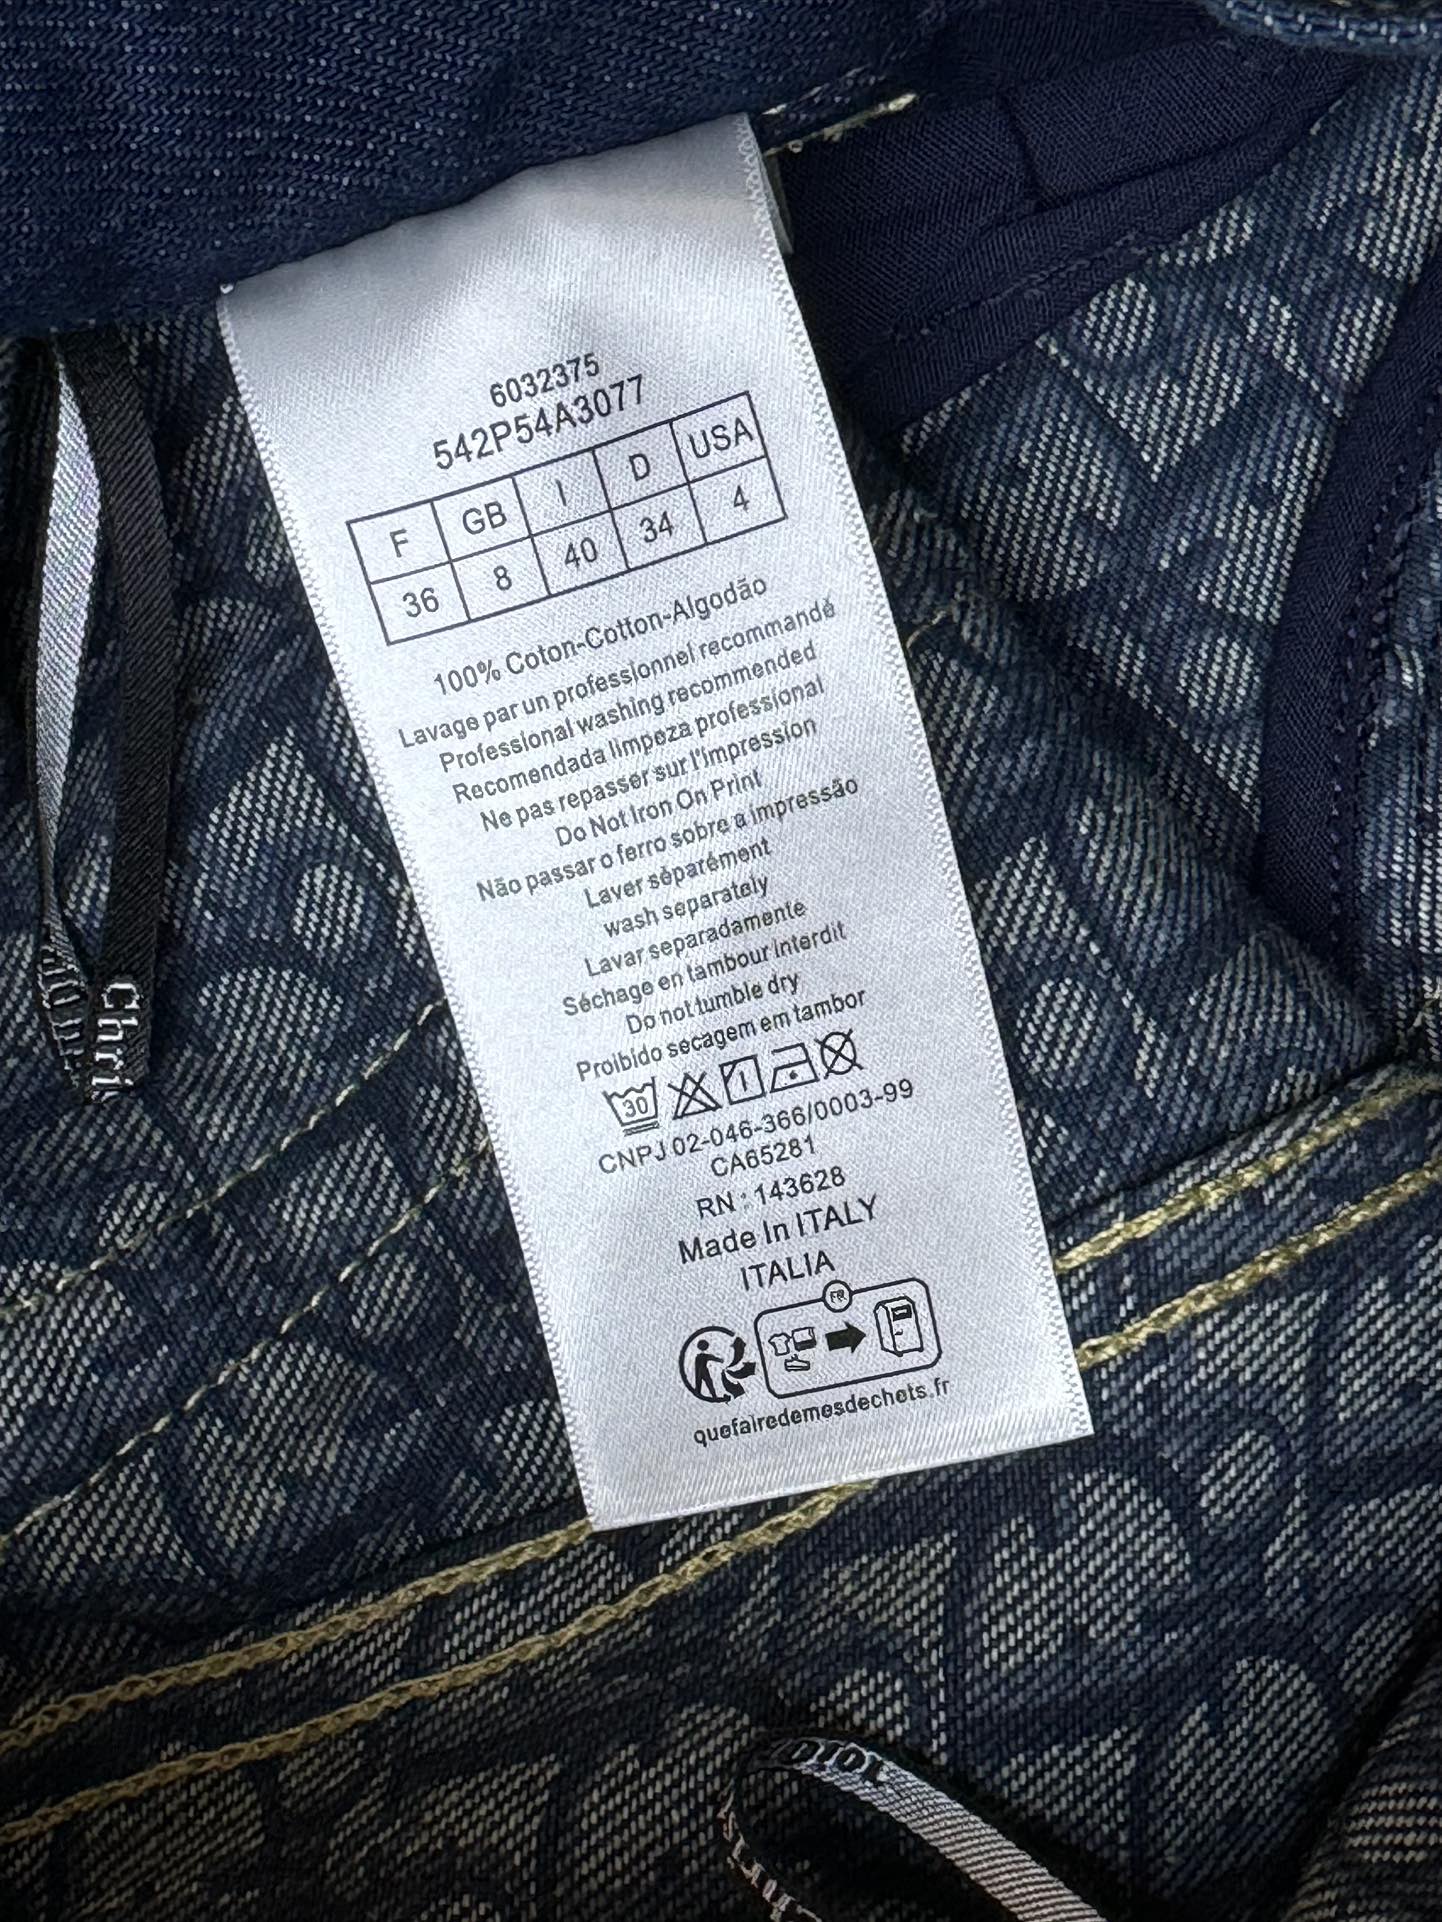 6032375
542P54A3077
F GB I D USA
36 8 40 34 4
100% Coton-Cotton-Algodão
Lavage par un professionnel recommandé
Professional washing recommended
Recomendada limpeza professional
Ne pas repasser sur l'impression
Do Not Iron On Print
Não passar o ferro sobre a impressão
Laver séparément
wash separately
Lavar separadamente
Séchage en tambour interdit
Do not tumble dry
Proibido secagem em tambor
30
CNPJ 02-046-366/0003-99
CA65281
RN : 143628
Made In ITALY
ITALIA
FR
quefairedemesdechets.fr
Chris